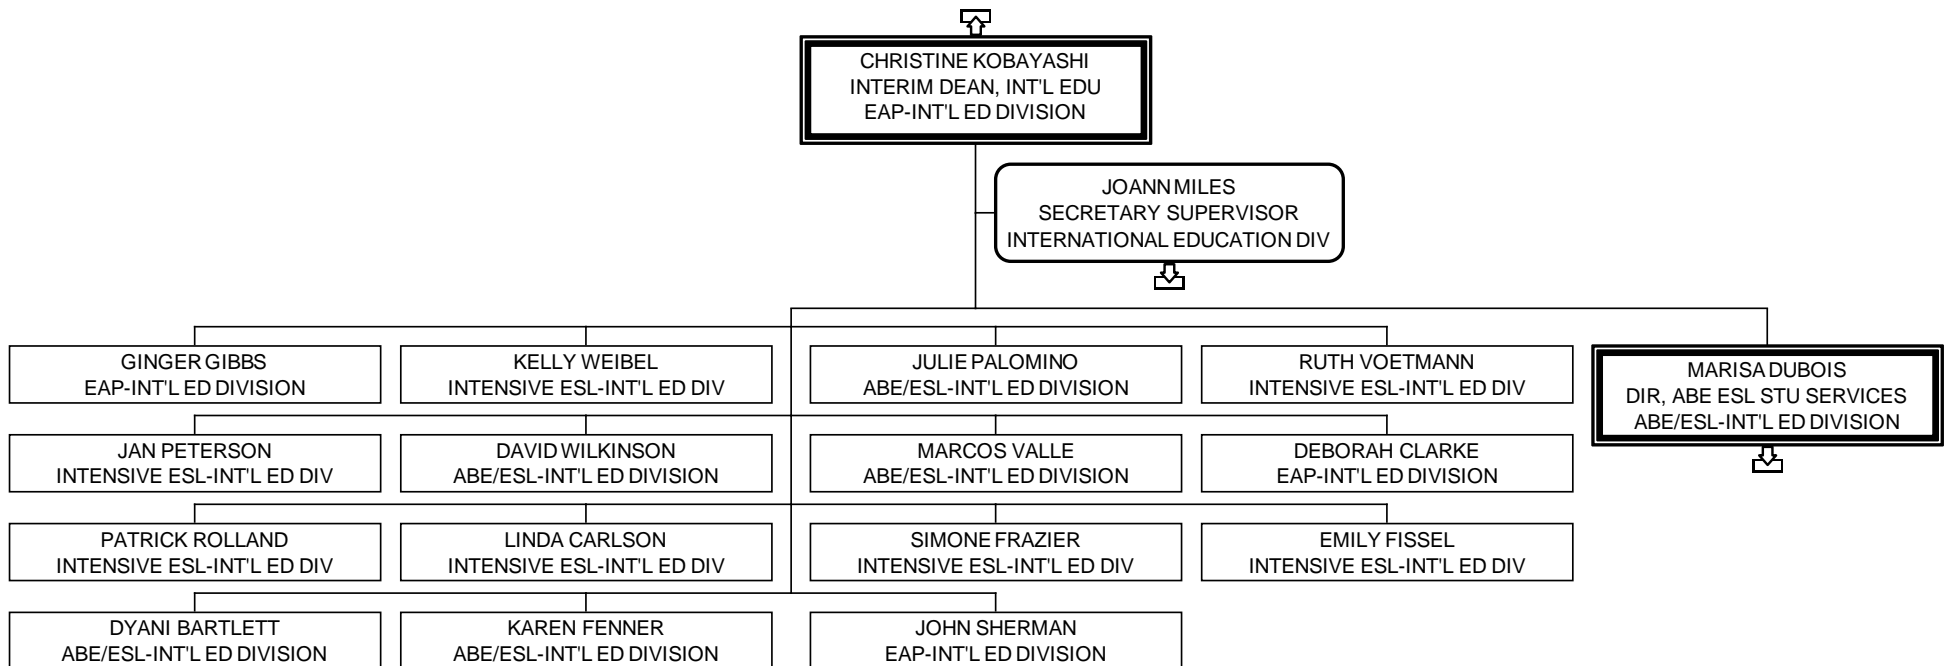 CHRISTINE KOBAYASHI
INTERIM DEAN, INT'L EDU
EAP-INT'L ED DIVISION
JOANN MILES
SECRETARY SUPERVISOR
INTERNATIONAL EDUCATION DIV
GINGER GIBBS
EAP-INT'L ED DIVISION
KELLY WEIBEL
INTENSIVE ESL-INT'L ED DIV
JULIE PALOMINO
ABE/ESL-INT'L ED DIVISION
RUTH VOETMANN
INTENSIVE ESL-INT'L ED DIV
MARISA DUBOIS
DIR, ABE ESL STU SERVICES
ABE/ESL-INT'L ED DIVISION
JAN PETERSON
INTENSIVE ESL-INT'L ED DIV
DAVID WILKINSON
ABE/ESL-INT'L ED DIVISION
MARCOS VALLE
ABE/ESL-INT'L ED DIVISION
DEBORAH CLARKE
EAP-INT'L ED DIVISION
PATRICK ROLLAND
INTENSIVE ESL-INT'L ED DIV
LINDA CARLSON
INTENSIVE ESL-INT'L ED DIV
SIMONE FRAZIER
INTENSIVE ESL-INT'L ED DIV
EMILY FISSEL
INTENSIVE ESL-INT'L ED DIV
DYANI BARTLETT
ABE/ESL-INT'L ED DIVISION
KAREN FENNER
ABE/ESL-INT'L ED DIVISION
JOHN SHERMAN
EAP-INT'L ED DIVISION